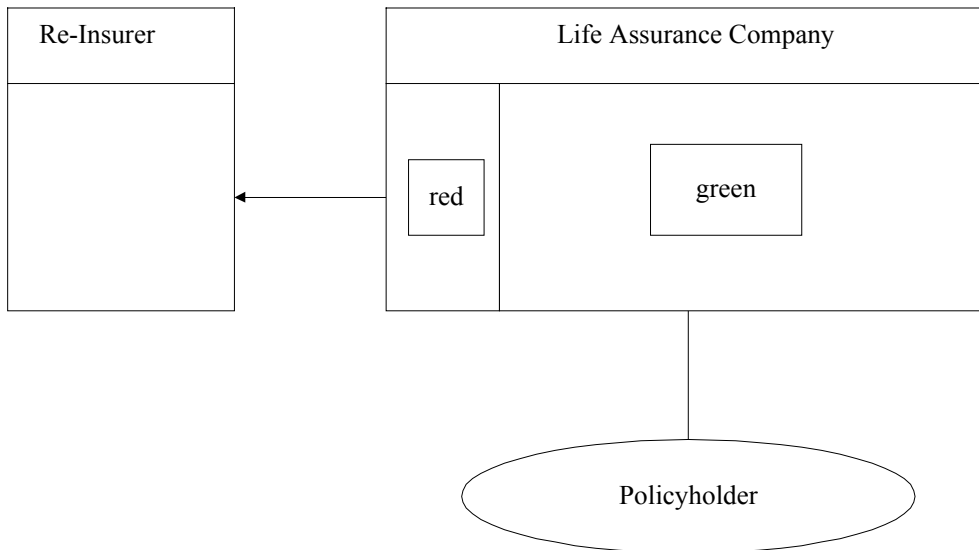 Re-Insurer
Life Assurance Company
red
green
Policyholder